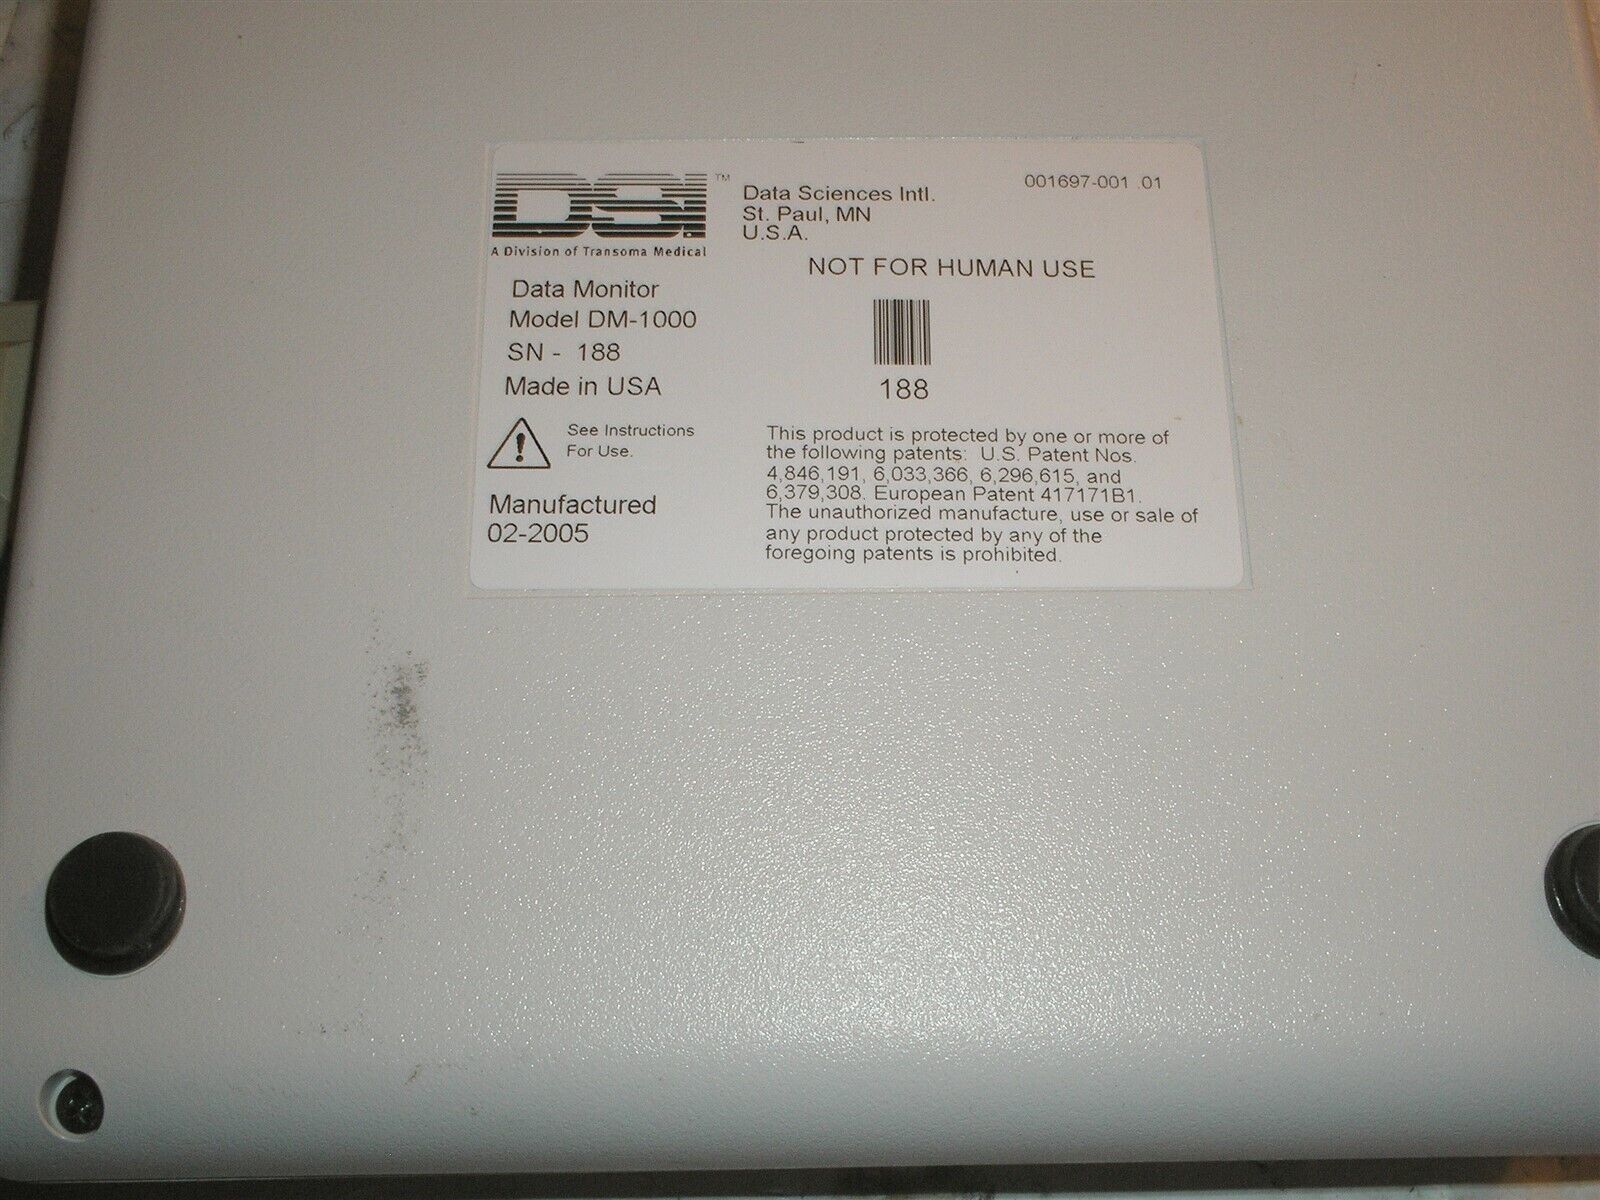 DSI.™
A Division of Transoma Medical
Data Sciences Intl.
St. Paul, MN
U.S.A.
001697-001 .01
NOT FOR HUMAN USE
Data Monitor
Model DM-1000
SN - 188
Made in USA
188
See Instructions
For Use.
Manufactured
02-2005
This product is protected by one or more of
the following patents: U.S. Patent Nos.
4,846,191, 6,033,366, 6,296,615, and
6,379,308. European Patent 417171B1.
The unauthorized manufacture, use or sale of
any product protected by any of the
foregoing patents is prohibited.